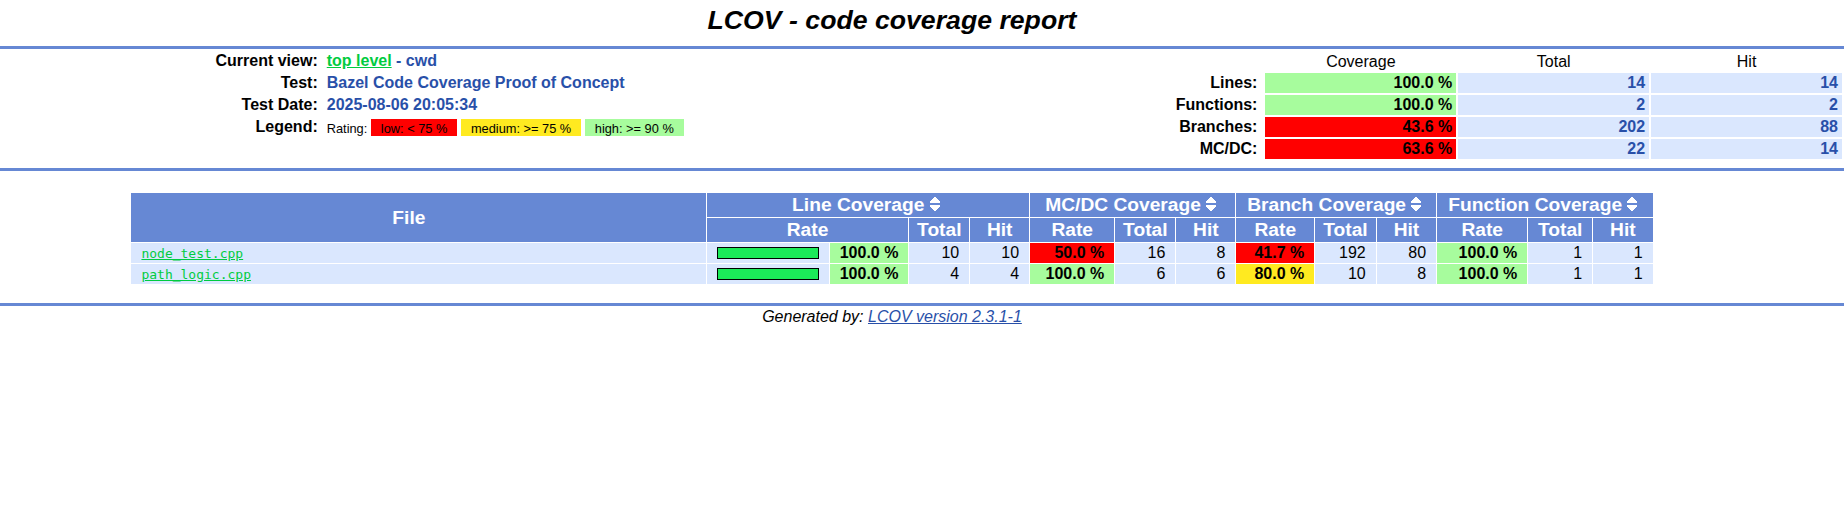 LCOV - code coverage report
Current view: top level - cwd
Coverage Total Hit
Test: Bazel Code Coverage Proof of Concept
Lines: 100.0 % 14 14
Test Date: 2025-08-06 20:05:34
Functions: 100.0 % 2 2
Legend: Rating: low: < 75 % medium: >= 75 % high: >= 90 %
Branches: 43.6 % 202 88
MC/DC: 63.6 % 22 14
File Line Coverage MC/DC Coverage Branch Coverage Function Coverage
Rate Total Hit Rate Total Hit Rate Total Hit Rate Total Hit
node_test.cpp 100.0 % 10 10 50.0 % 16 8 41.7 % 192 80 100.0 % 1 1
path_logic.cpp 100.0 % 4 4 100.0 % 6 6 80.0 % 10 8 100.0 % 1 1
Generated by: LCOV version 2.3.1-1